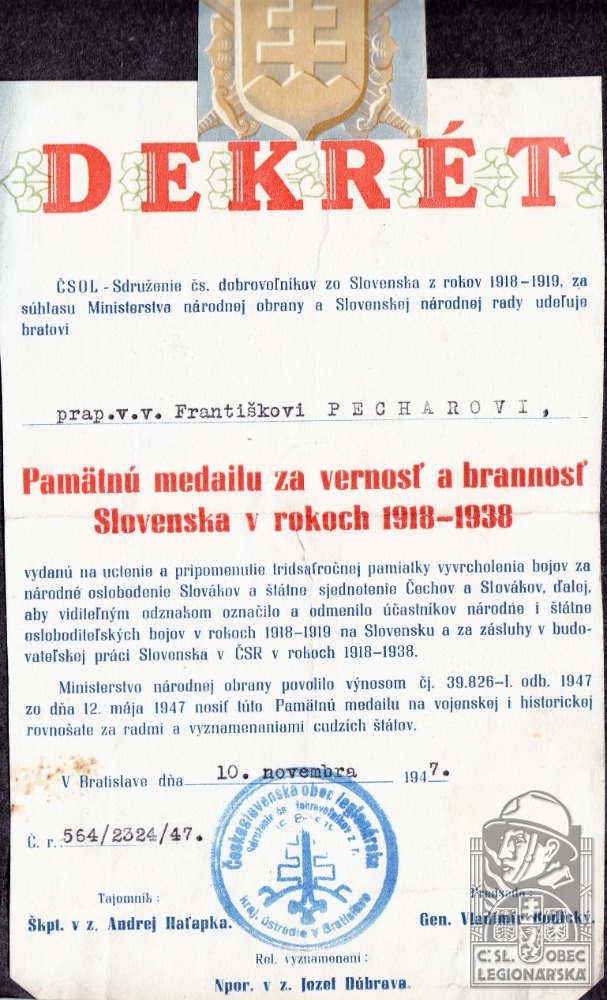 DEKRÉT
ČSOL - Sdruženie čs. dobrovoľníkov zo Slovenska z rokov 1918-1919, za
súhlasu Ministerstva národnej obrany a Slovenskej národnej rady udeľuje
bratovi
prap.v.v. Františkovi PECHAROVI,
Pamätnú medailu za vernosť a brannosť
Slovenska v rokoch 1918-1938
vydanú na uctenie a pripomenutie tridsaťročnej pamiatky vyvrcholenia bojov za
národné oslobodenie Slovákov a štátne sjednotenie Čechov a Slovákov, ďalej,
aby viditeľným odznakom označilo a odmenilo účastníkov národne i štátne
osloboditeľských bojov v rokoch 1918-1919 na Slovensku a za zásluhy v budo-
vateľskej práci Slovenska v ČSR v rokoch 1918-1938.
Ministerstvo národnej obrany povolilo výnosom čj. 39.826-I. odb. 1947
zo dňa 12. mája 1947 nosiť túto Pamätnú medailu na vojenskej i historickej
rovnošate za radmi a vyznamenaniami cudzích štátov.
V Bratislave dňa 10. novembra 1947.
Č. r. 564/2324/47.
Československá obec legionárska
Sdruženie čs. dobrovoľníkov z r.
kraj. ústredie v Bratislave
Tajomník: Predseda:
Škpt. v z. Andrej Haťapka. Gen. Vladimír
Ref. vyznamenaní:
Npor. v z. Jozef Dúbrava.
ČSL. OBEC
LEGIONÁŘSKÁ